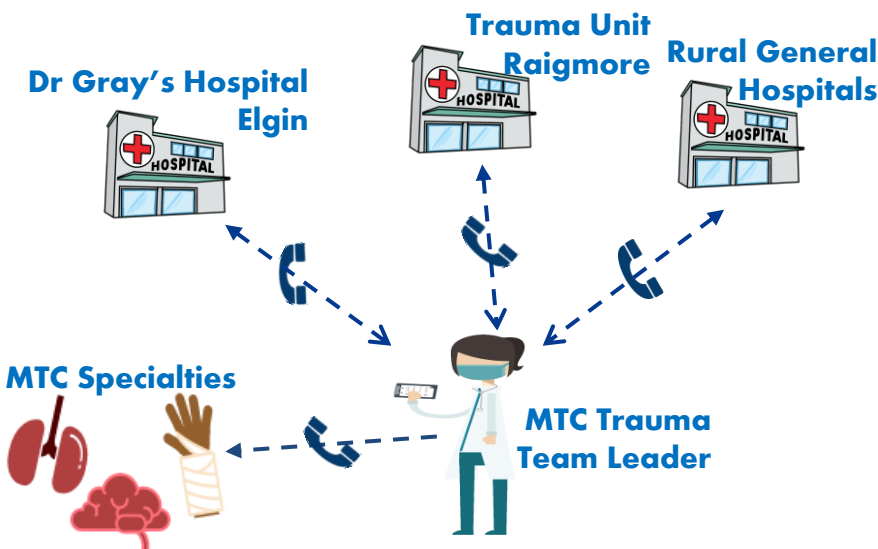 Trauma Unit
Raigmore
Rural General
Hospitals
Dr Gray's Hospital
Elgin
HOSPITAL
HOSPITAL
HOSPITAL
MTC Specialties
MTC Trauma
Team Leader